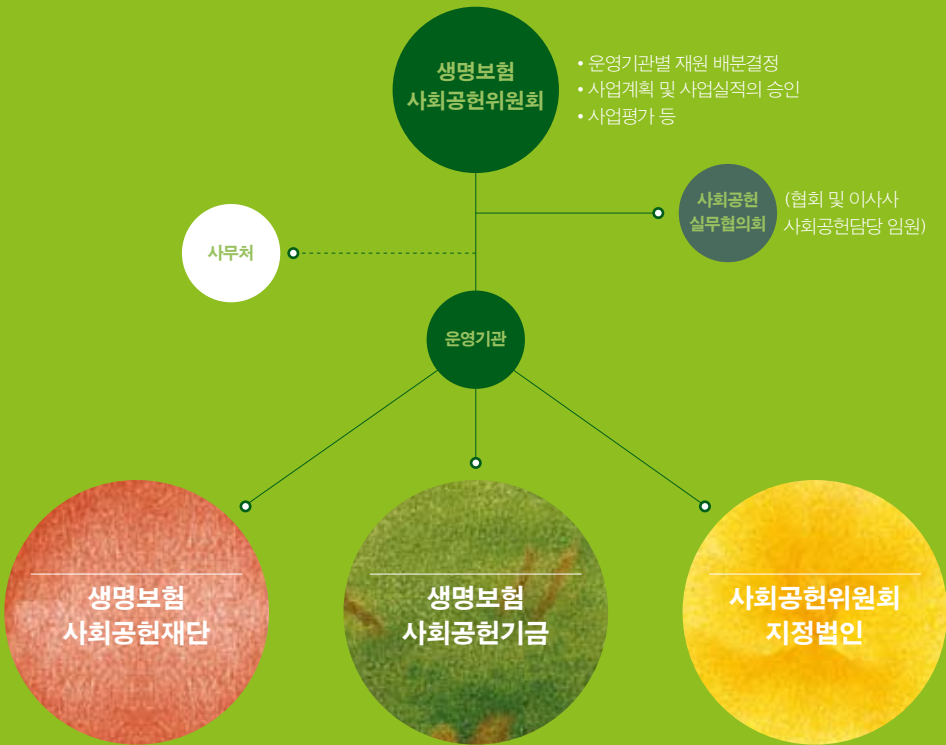 생명보험
사회공헌위원회
• 운영기관별 재원 배분결정
• 사업계획 및 사업실적의 승인
• 사업평가 등
사회공헌
실무협의회
(협회 및 이사사
사회공헌담당 임원)
사무처
운영기관
생명보험
사회공헌재단
생명보험
사회공헌기금
사회공헌위원회
지정법인